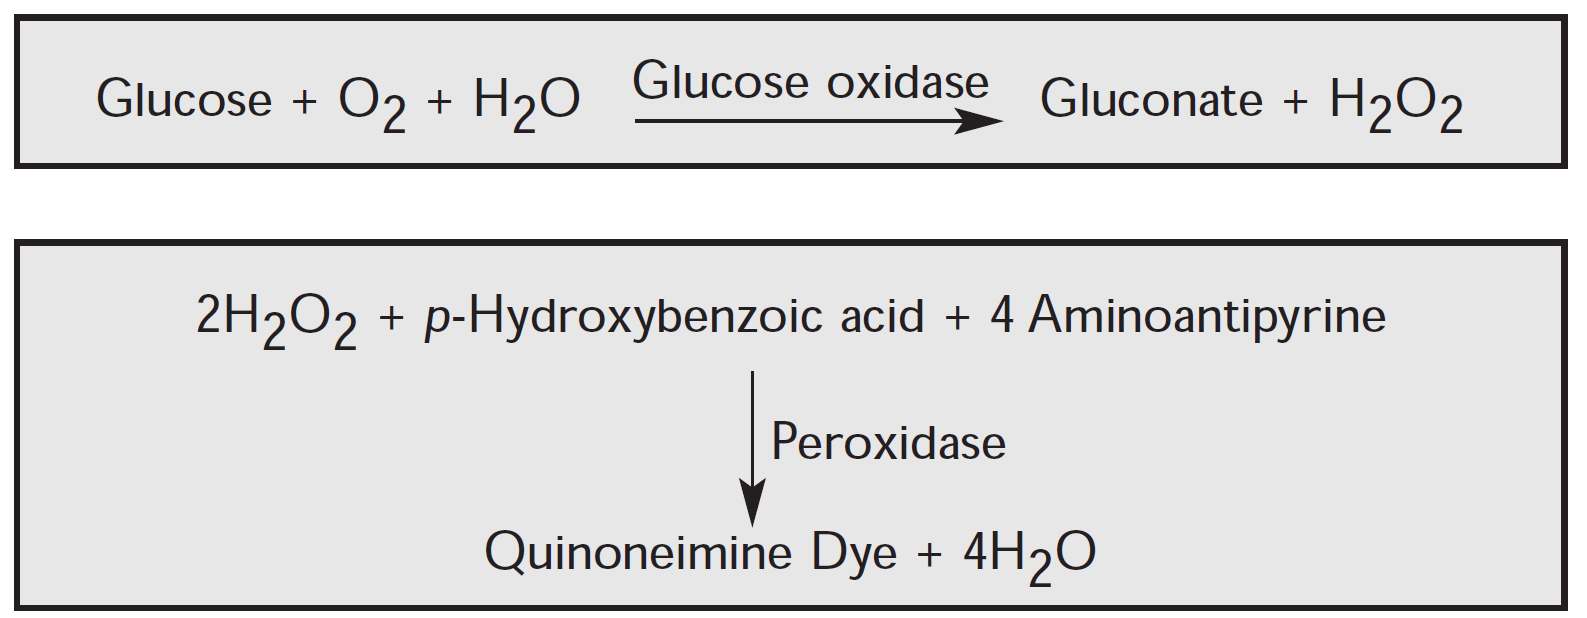 Glucose + O₂ + H₂O Glucose oxidase Gluconate + H₂O₂
2H₂O₂ + p-Hydroxybenzoic acid + 4 Aminoantipyrine
Peroxidase
Quinoneimine Dye + 4H₂O